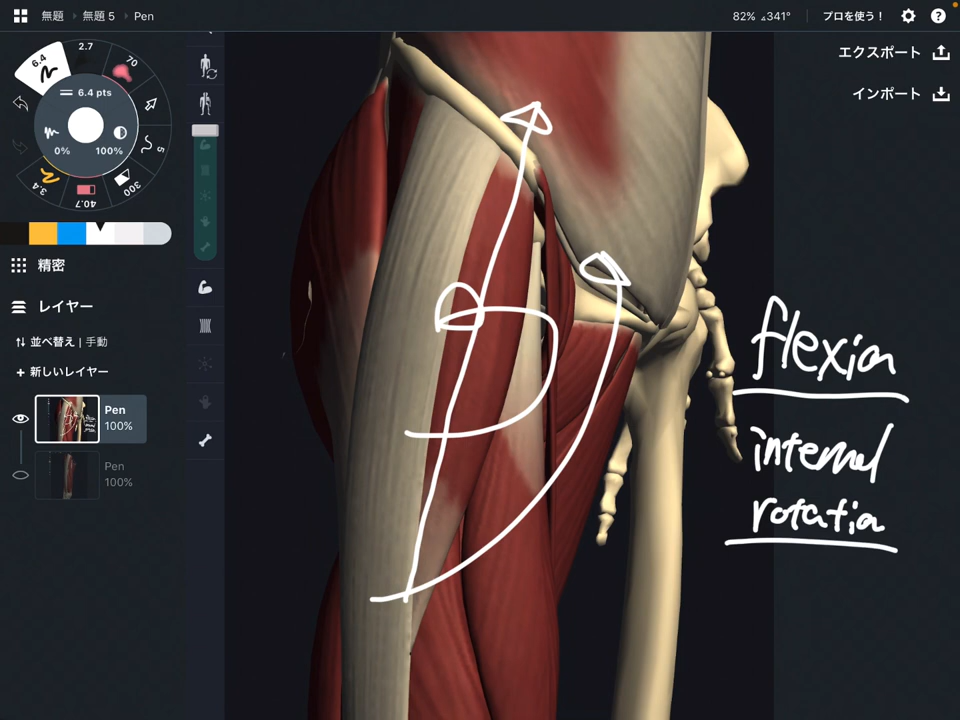 無題
無題 5
Pen
82% ⊿341°
プロを使う！
エクスポート
インポート
2.7
6.4
70
6.4 pts
0%
100%
5
3.4
40.7
300
精密
レイヤー
並べ替え | 手動
新しいレイヤー
Pen
100%
Pen
100%
flexion
internal
rotation